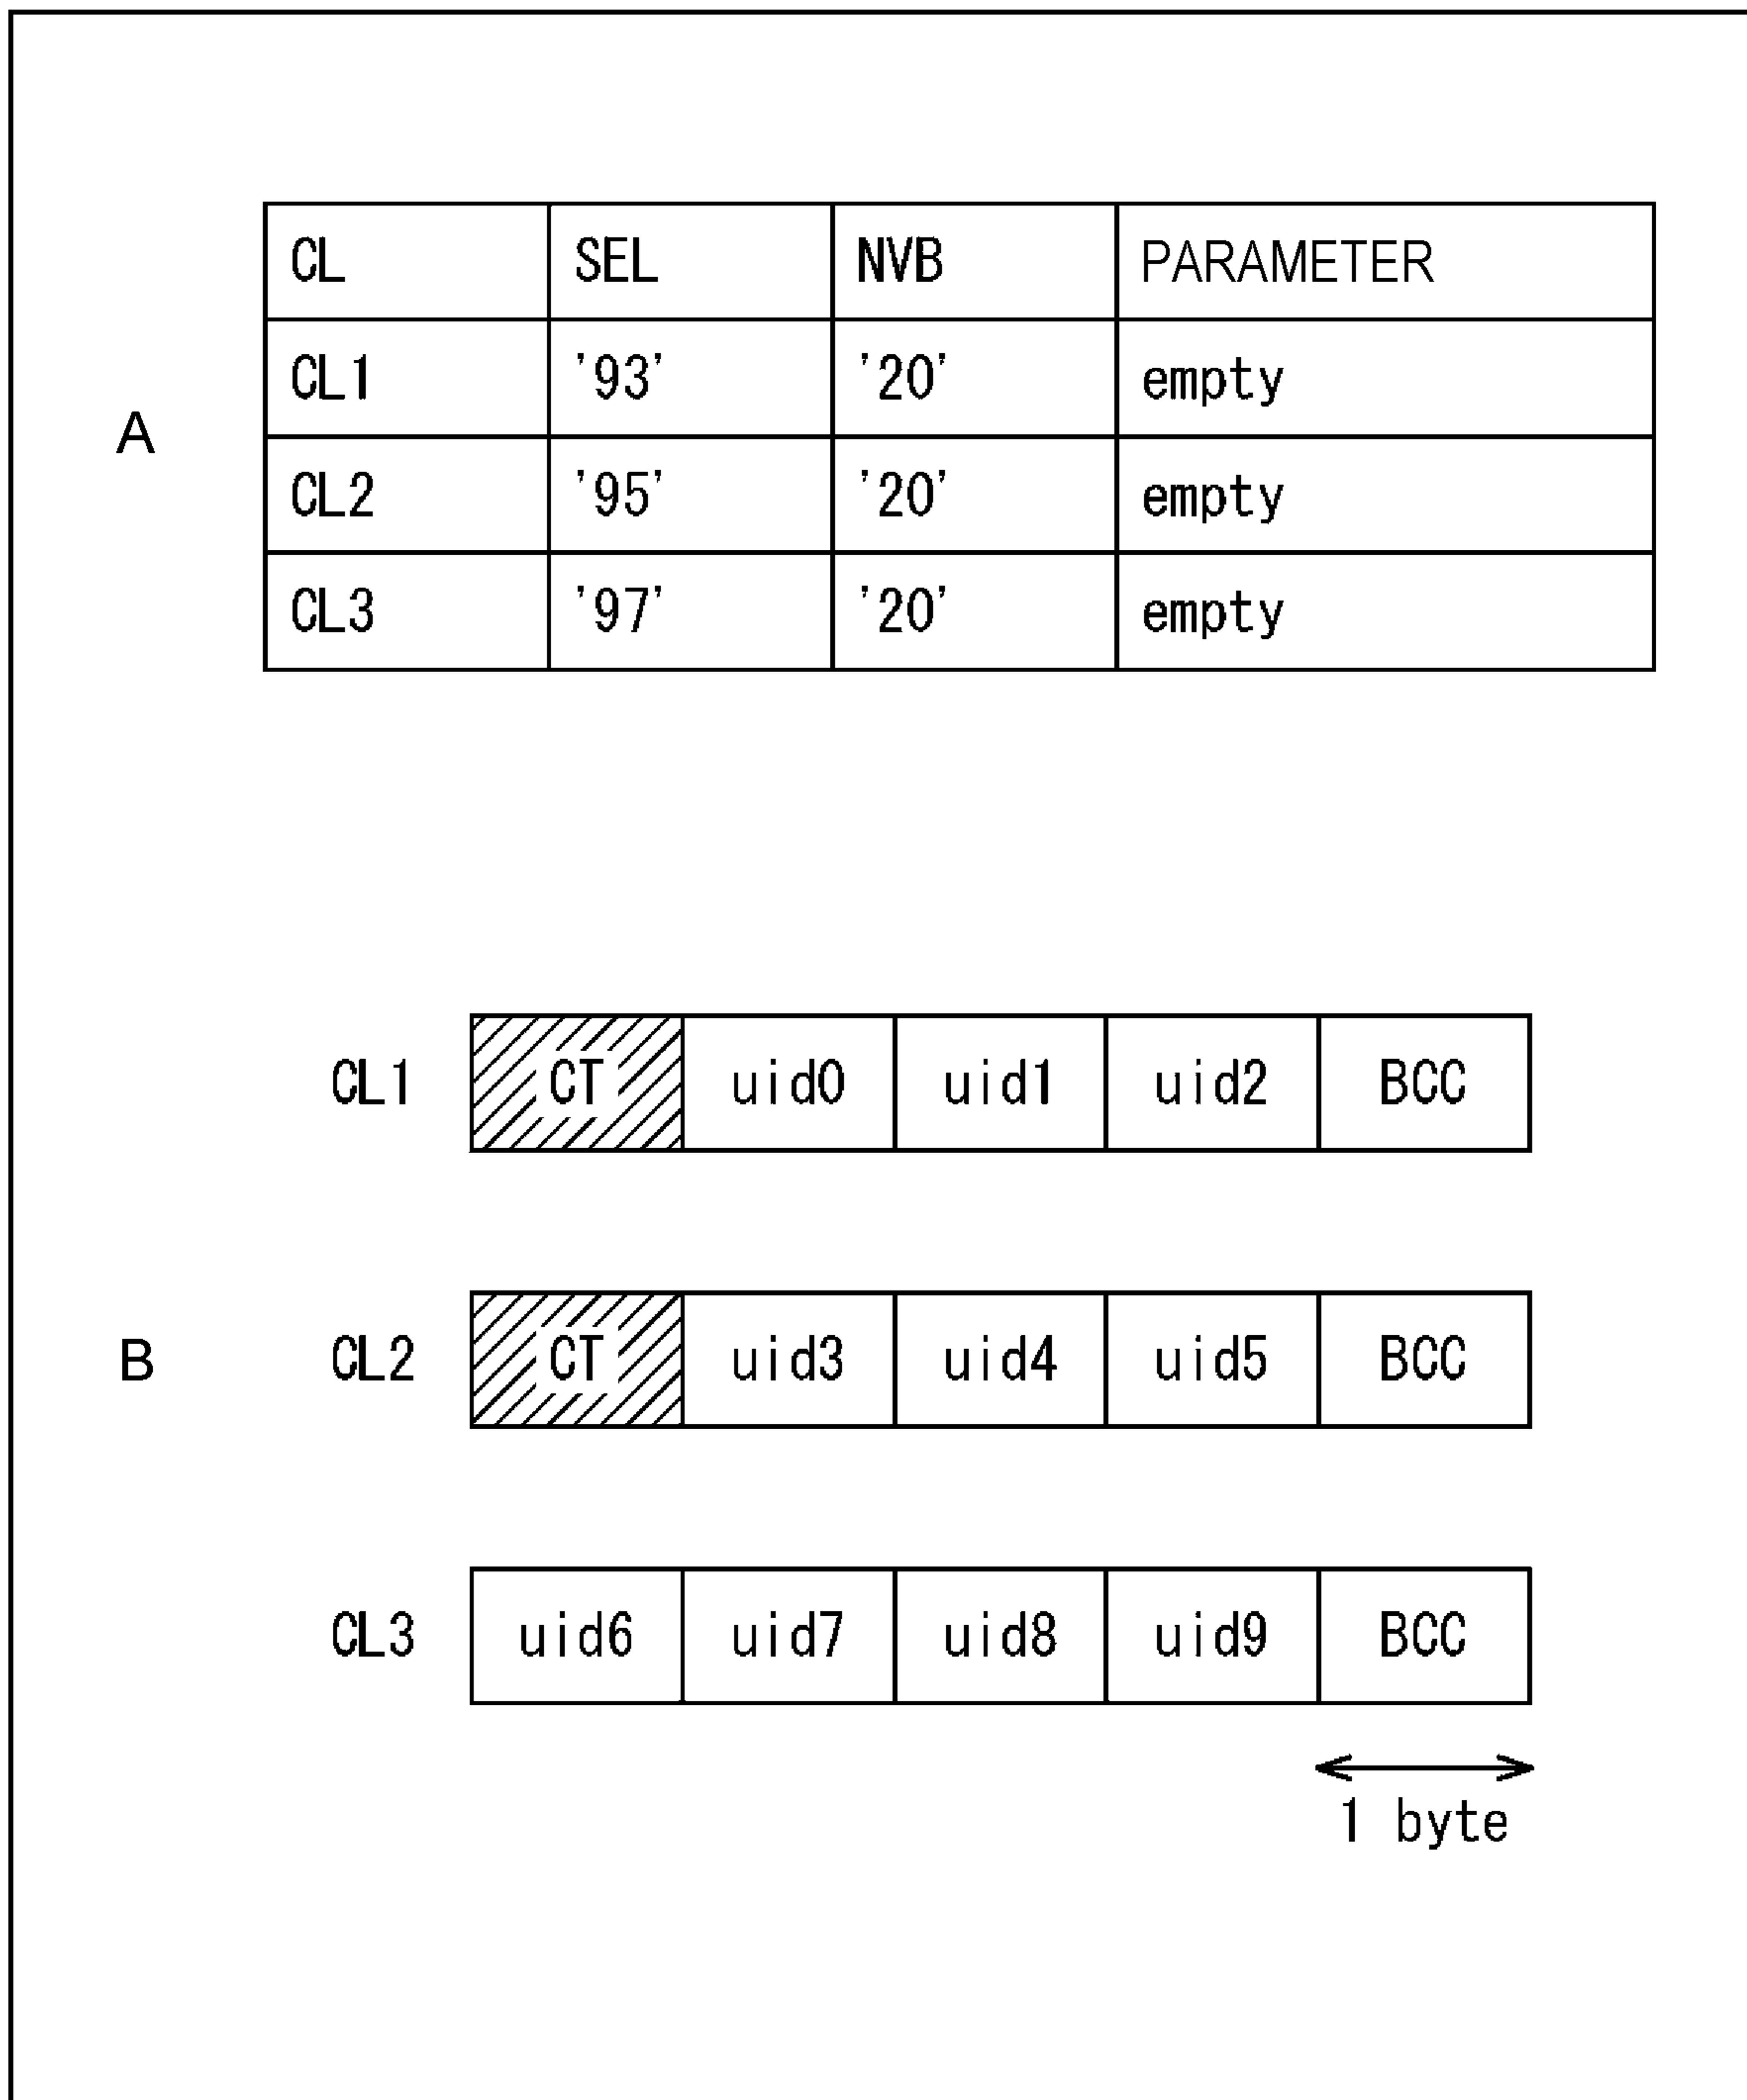 CL SEL NVB PARAMETER
CL1 '93' '20' empty
A
CL2 '95' '20' empty
CL3 '97' '20' empty
CL1 CT uid0 uid1 uid2 BCC
B CL2 CT uid3 uid4 uid5 BCC
CL3 uid6 uid7 uid8 uid9 BCC
1 byte